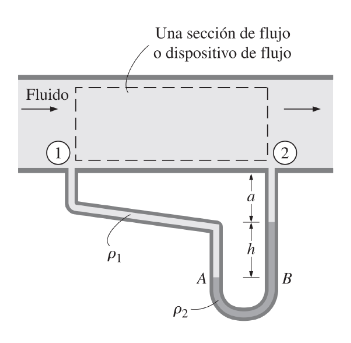 Una sección de flujo
o dispositivo de flujo
Fluido
1
2
a
h
ρ1
A
B
ρ2